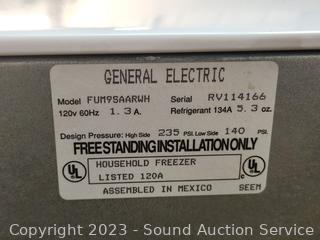 GENERAL ELECTRIC
Model FUM9SAARWH Serial RV114166
120v 60Hz 1.3A. Refrigerant 134A 5.3 oz.
Design Pressure: High Side 235 PSI. Low Side 140 PSI.
FREE STANDING INSTALLATION ONLY
UL HOUSEHOLD FREEZER UL
LISTED 120A
ASSEMBLED IN MEXICO SEEM
Copyright 2023 - Sound Auction Service